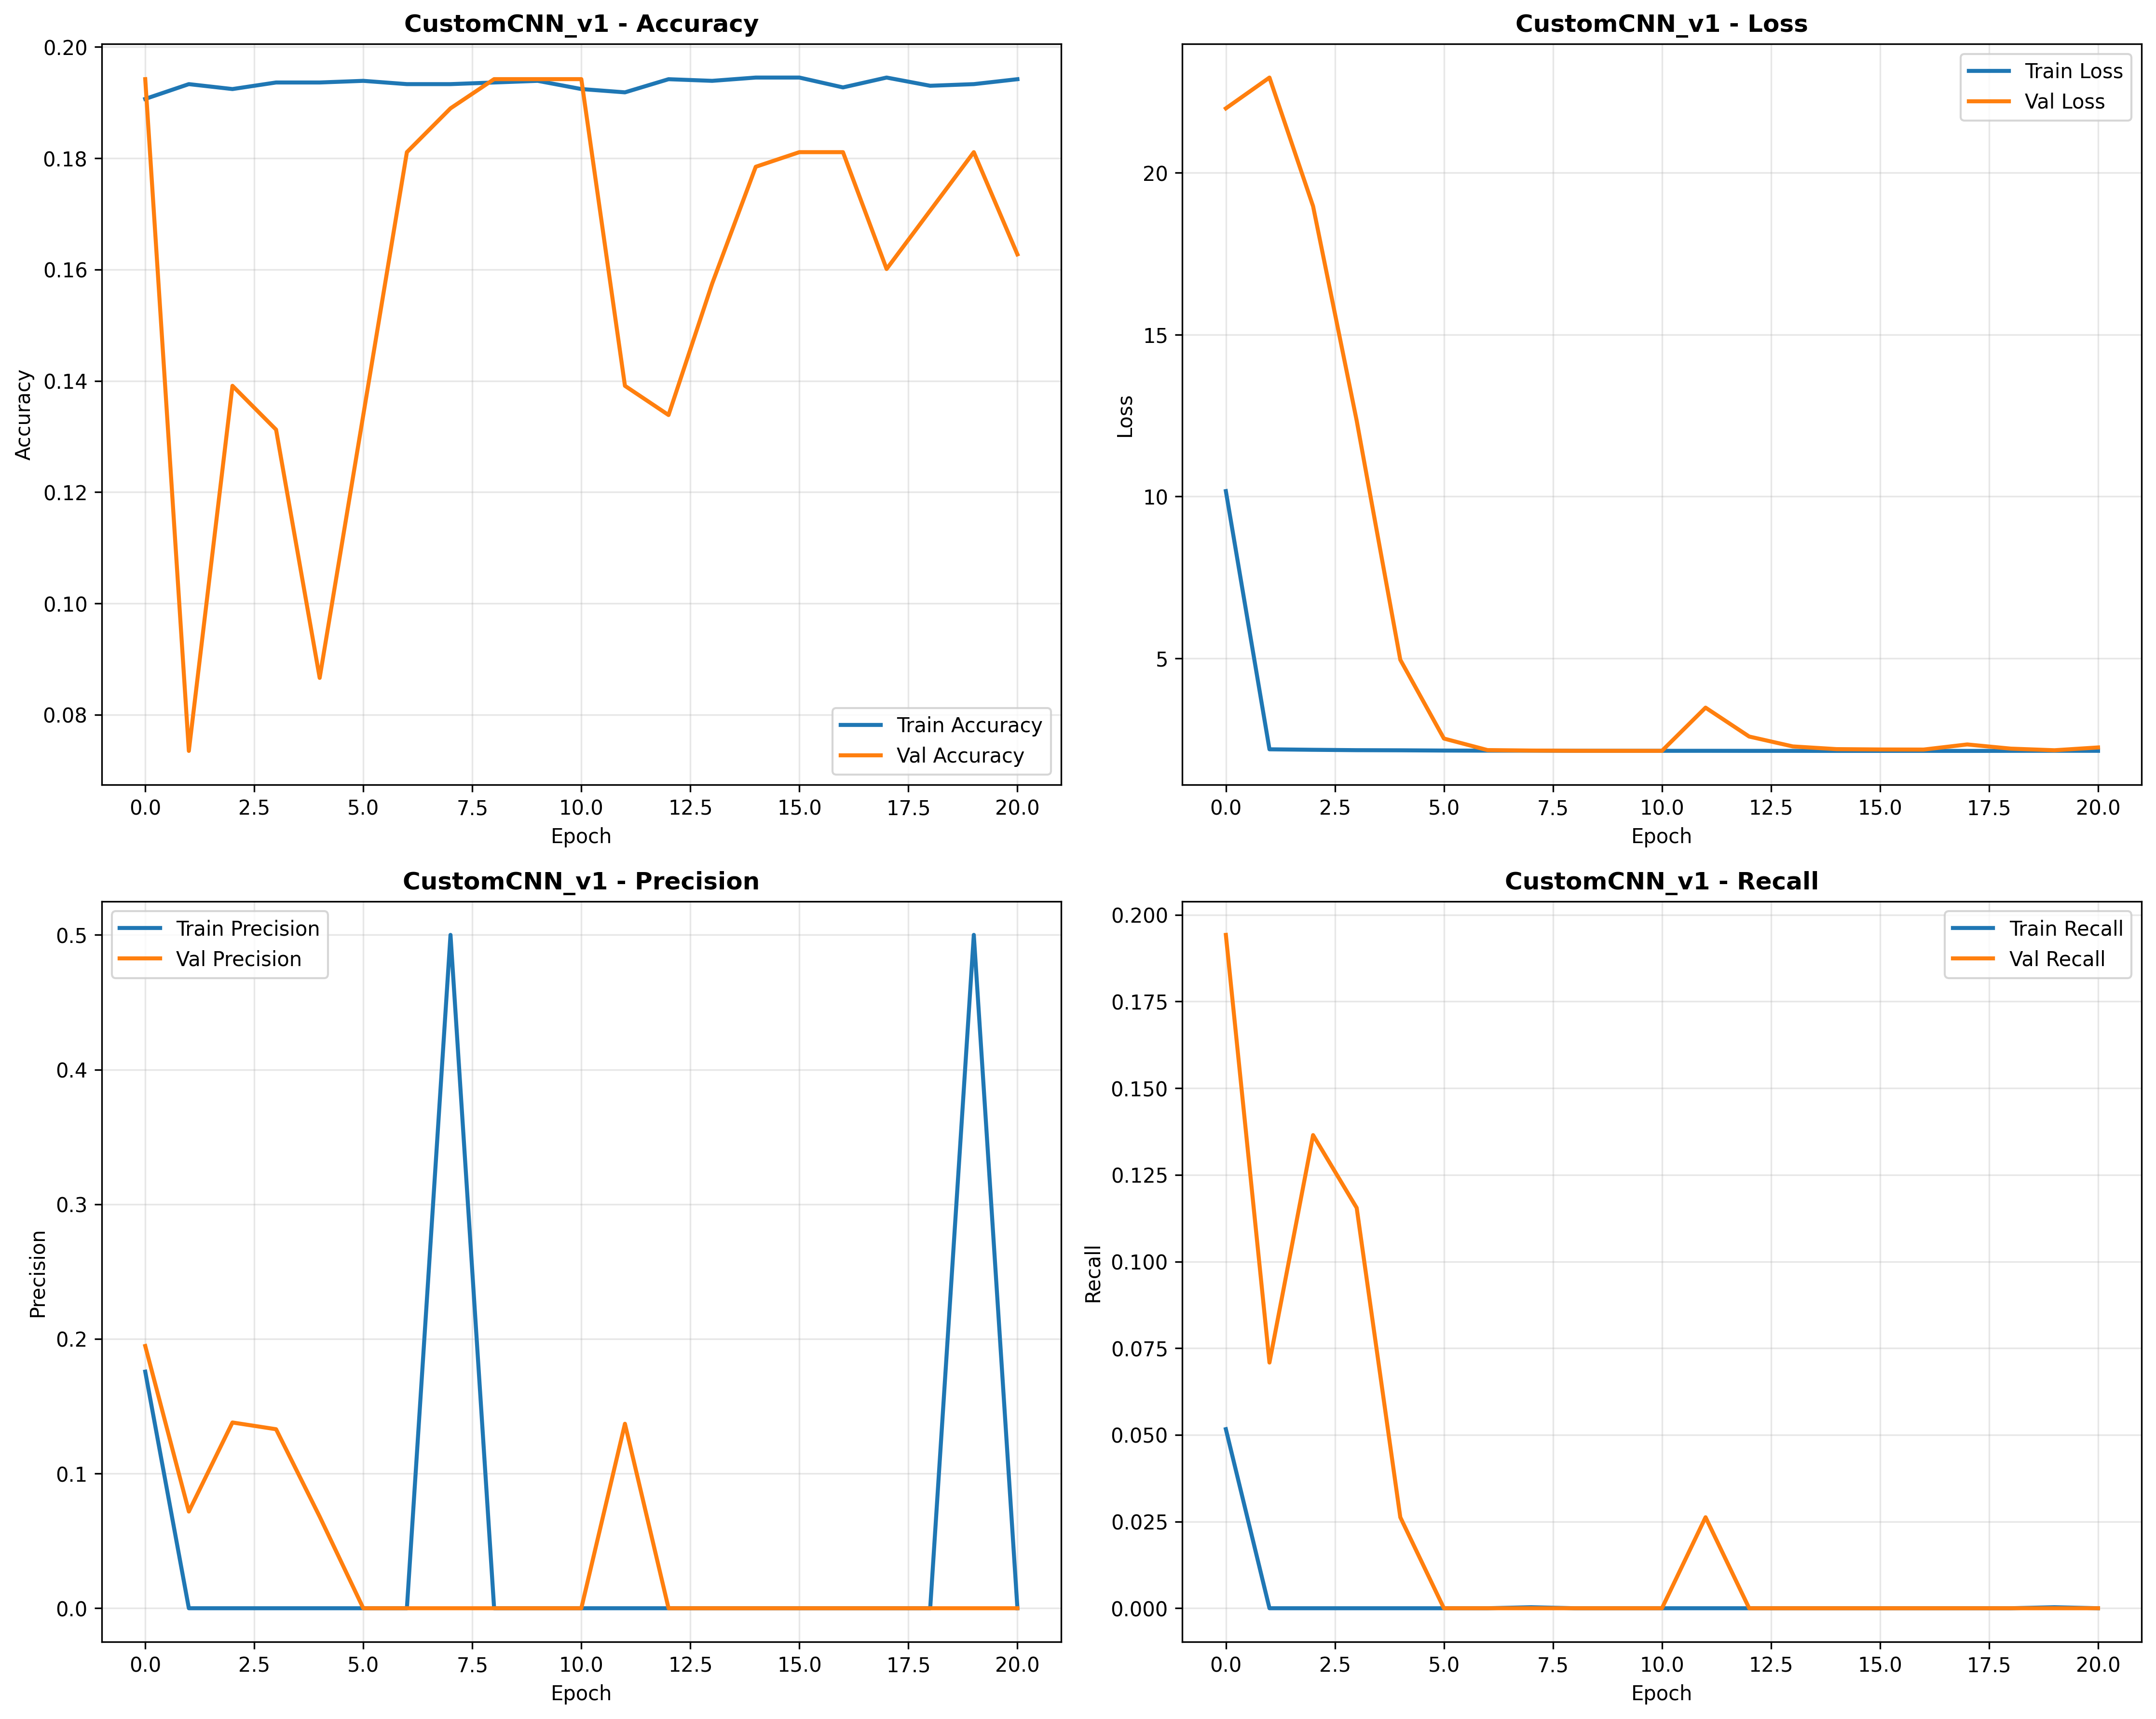 CustomCNN_v1 - Accuracy
0.20
0.18
0.16
0.14
0.12
0.10
0.08
Accuracy
Train Accuracy
Val Accuracy
0.0 2.5 5.0 7.5 10.0 12.5 15.0 17.5 20.0
Epoch
CustomCNN_v1 - Loss
Train Loss
Val Loss
20
15
10
5
Loss
0.0 2.5 5.0 7.5 10.0 12.5 15.0 17.5 20.0
Epoch
CustomCNN_v1 - Precision
Train Precision
Val Precision
0.5
0.4
0.3
0.2
0.1
0.0
Precision
0.0 2.5 5.0 7.5 10.0 12.5 15.0 17.5 20.0
Epoch
CustomCNN_v1 - Recall
Train Recall
Val Recall
0.200
0.175
0.150
0.125
0.100
0.075
0.050
0.025
0.000
Recall
0.0 2.5 5.0 7.5 10.0 12.5 15.0 17.5 20.0
Epoch